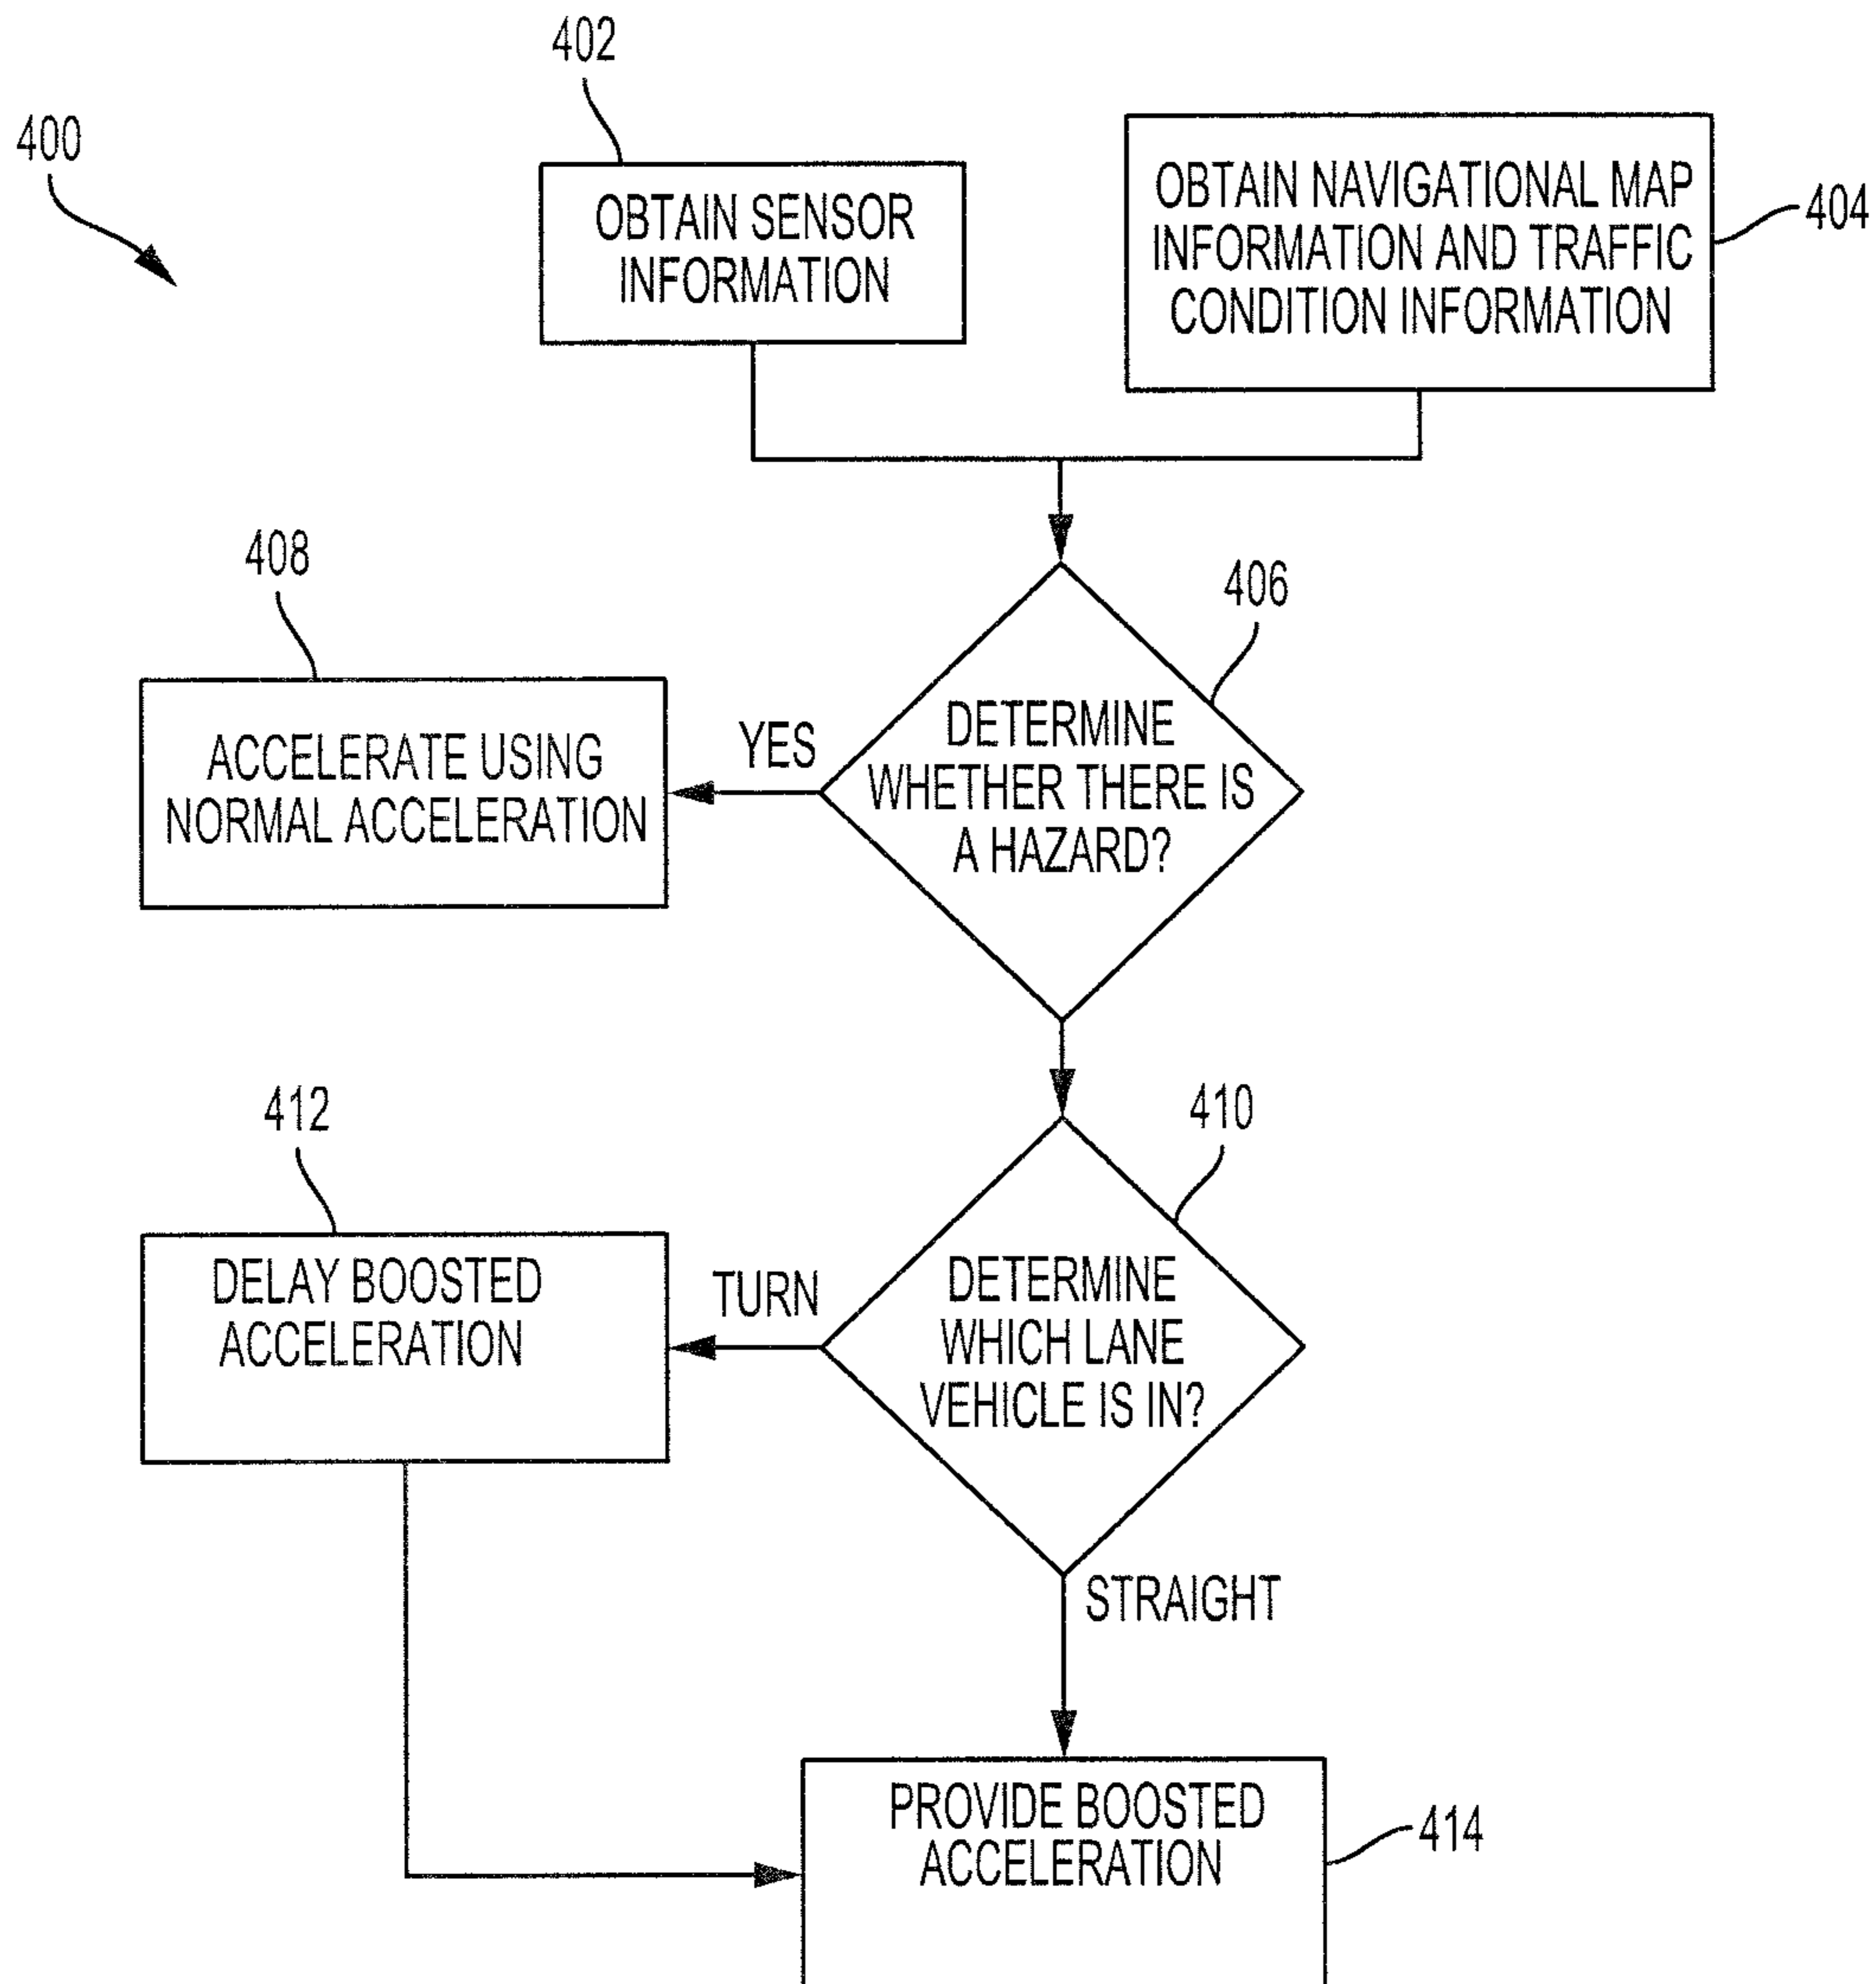 402
400
OBTAIN SENSOR
INFORMATION
OBTAIN NAVIGATIONAL MAP
INFORMATION AND TRAFFIC
CONDITION INFORMATION
404
408
406
ACCELERATE USING
NORMAL ACCELERATION
YES
DETERMINE
WHETHER THERE IS
A HAZARD?
412
410
DELAY BOOSTED
ACCELERATION
TURN
DETERMINE
WHICH LANE
VEHICLE IS IN?
STRAIGHT
PROVIDE BOOSTED
ACCELERATION
414